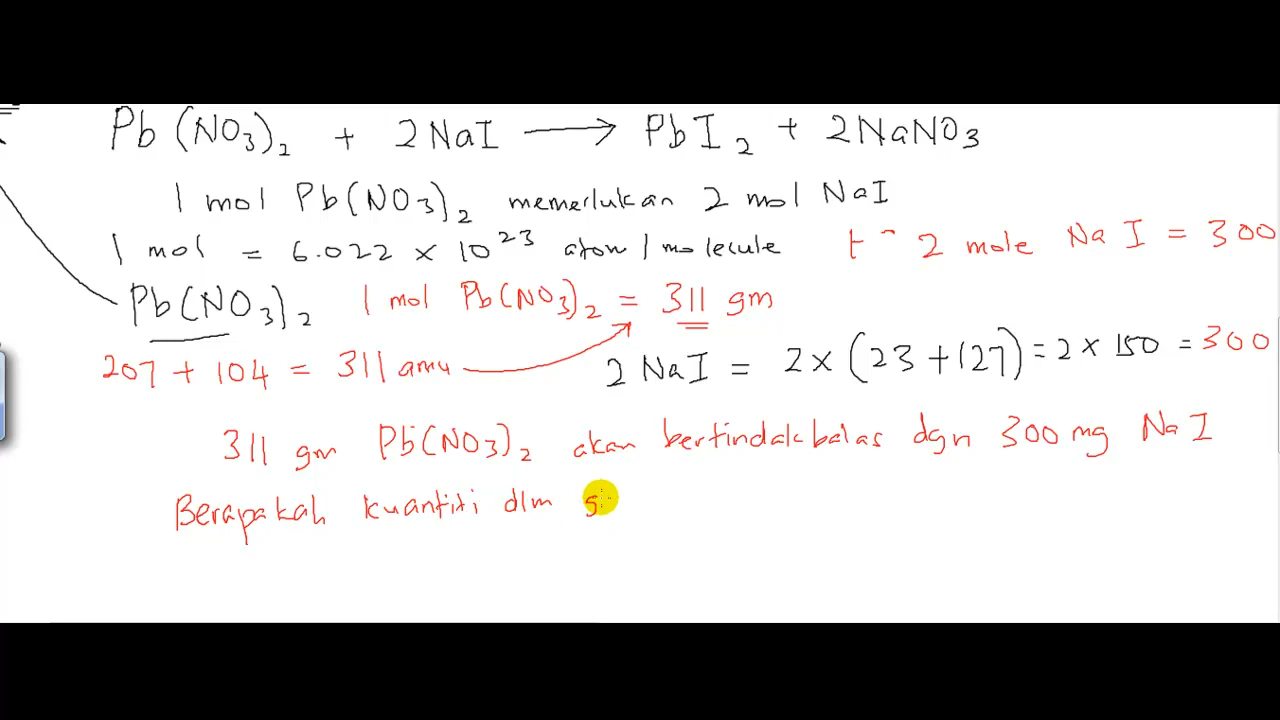 Pb(NO₃)₂ + 2NaI → PbI₂ + 2NaNO₃
1 mol Pb(NO₃)₂ memerlukan 2 mol NaI
1 mol = 6.022 × 10²³ atom / molecule
2 mole NaI = 300
Pb(NO₃)₂ 1 mol Pb(NO₃)₂ = 311 gm
207 + 104 = 311 amu
2 NaI = 2 × (23 + 127) = 2 × 150 = 300
311 gm Pb(NO₃)₂ akan bertindakbalas dgn 300 mg NaI
Berapakah kuantiti dlm